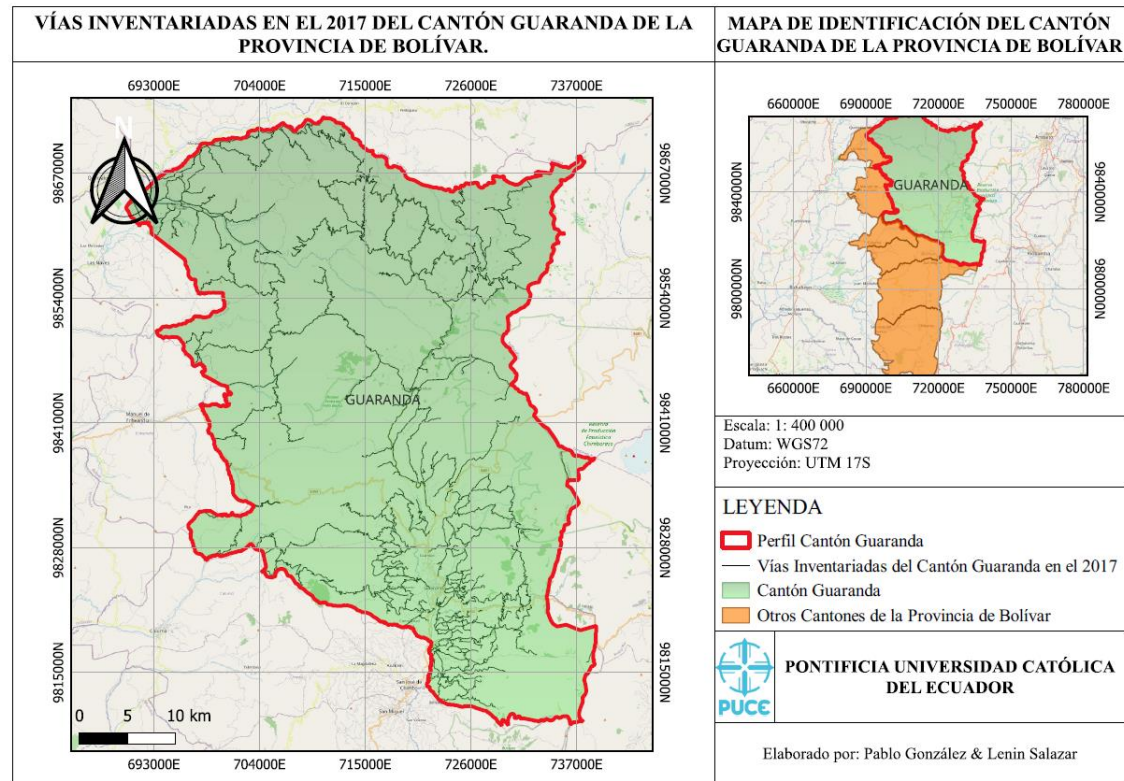 VÍAS INVENTARIADAS EN EL 2017 DEL CANTÓN GUARANDA DE LA
PROVINCIA DE BOLÍVAR.
MAPA DE IDENTIFICACIÓN DEL CANTÓN
GUARANDA DE LA PROVINCIA DE BOLÍVAR
693000E 704000E 715000E 726000E 737000E
N
9867000N
9867000N
9854000N
9854000N
GUARANDA
9841000N
9841000N
9828000N
9828000N
9815000N
9815000N
0 5 10 km
693000E 704000E 715000E 726000E 737000E
660000E 690000E 720000E 750000E 780000E
GUARANDA
9840000N
9840000N
9800000N
9800000N
660000E 690000E 720000E 750000E 780000E
Escala: 1: 400 000
Datum: WGS72
Proyección: UTM 17S
LEYENDA
Perfil Cantón Guaranda
Vías Inventariadas del Cantón Guaranda en el 2017
Cantón Guaranda
Otros Cantones de la Provincia de Bolívar
PUCE
PONTIFICIA UNIVERSIDAD CATÓLICA
DEL ECUADOR
Elaborado por: Pablo González & Lenin Salazar